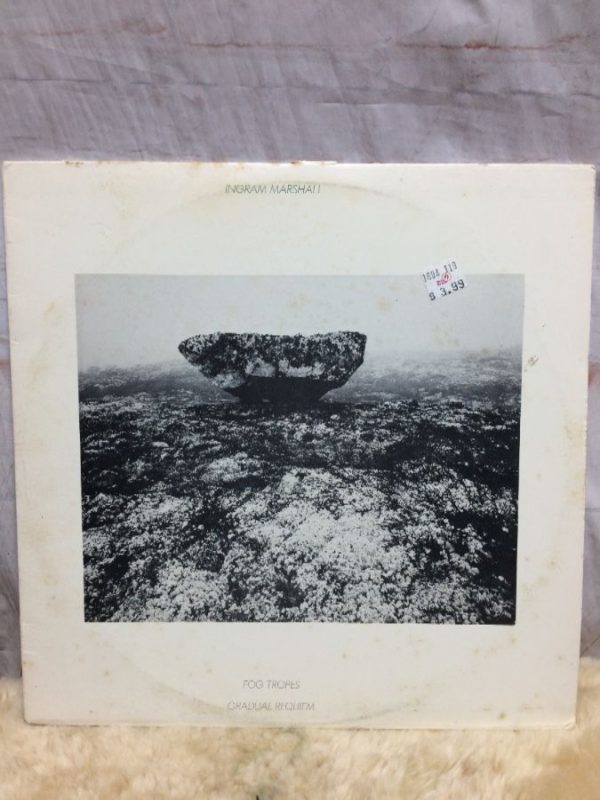 INGRAM MARSHALL
$ 3.99
FOG TROPES
GRADUAL REQUIEM